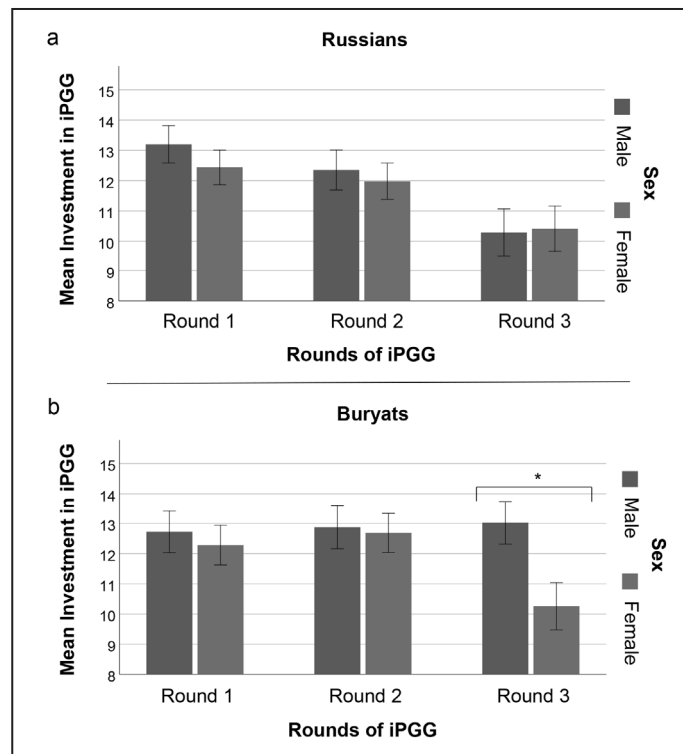 a
Russians
Mean Investment in iPGG
15
14
13
12
11
10
9
8
Round 1
Round 2
Round 3
Rounds of iPGG
Male
Female
Sex
b
Buryats
*
Mean Investment in iPGG
15
14
13
12
11
10
9
8
Round 1
Round 2
Round 3
Rounds of iPGG
Male
Female
Sex